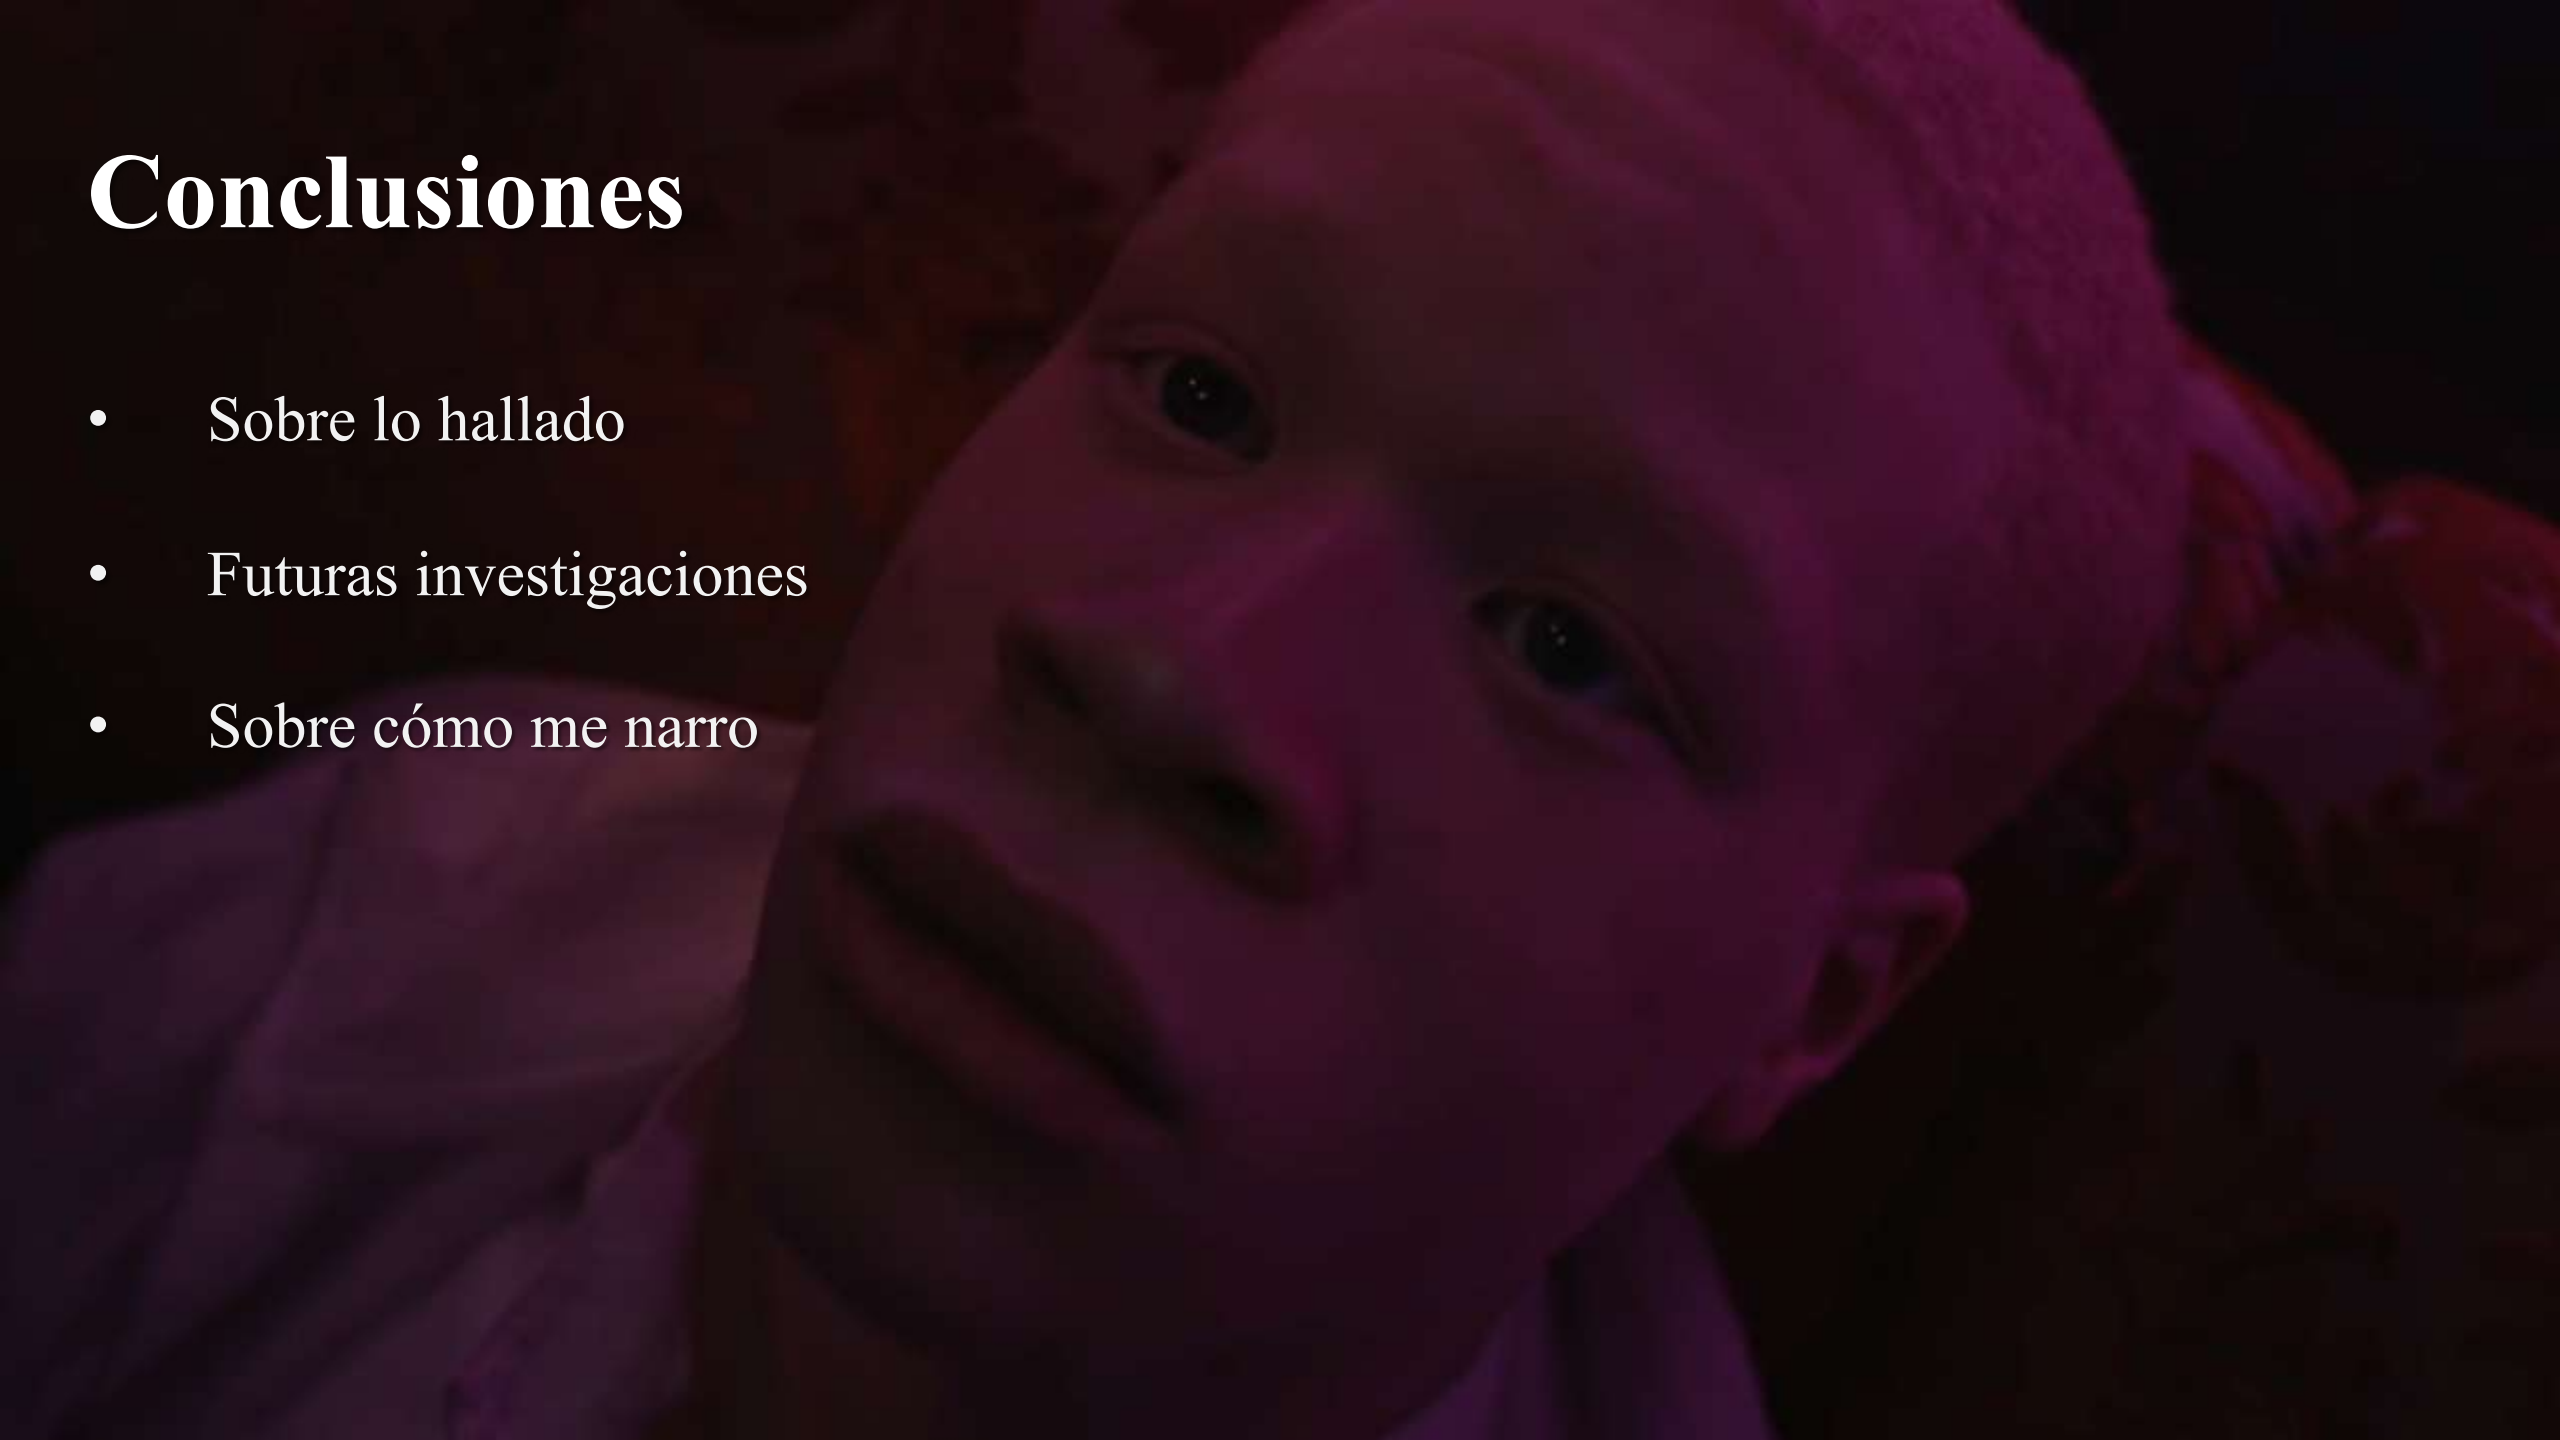 Conclusiones
• Sobre lo hallado
• Futuras investigaciones
• Sobre cómo me narro